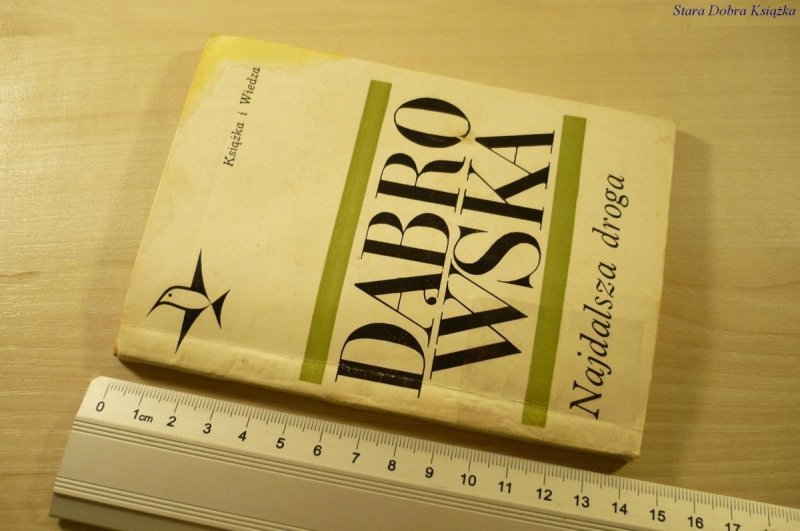 Stara Dobra Książka
Najdalsza droga
DĄBRO
WSKA
Książka i Wiedza
0 1cm 2 3 4 5 6 7 8 9 10 11 12 13 14 15 16 17